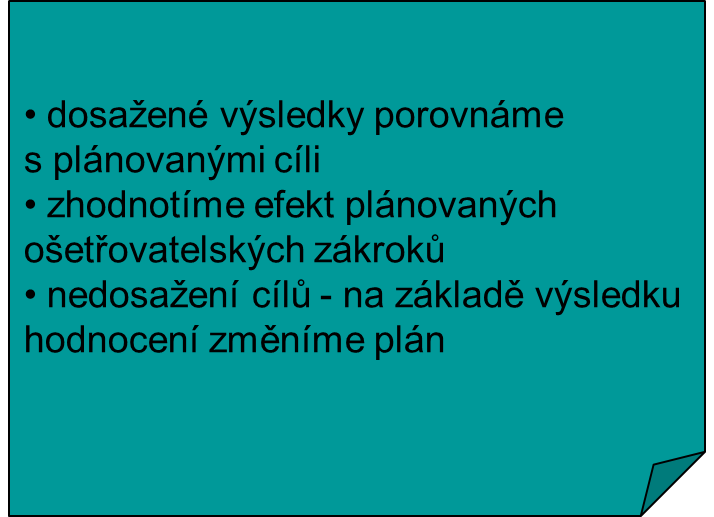 • dosažené výsledky porovnáme
s plánovanými cíli
• zhodnotíme efekt plánovaných
ošetřovatelských zákroků
• nedosažení cílů - na základě výsledku
hodnocení změníme plán